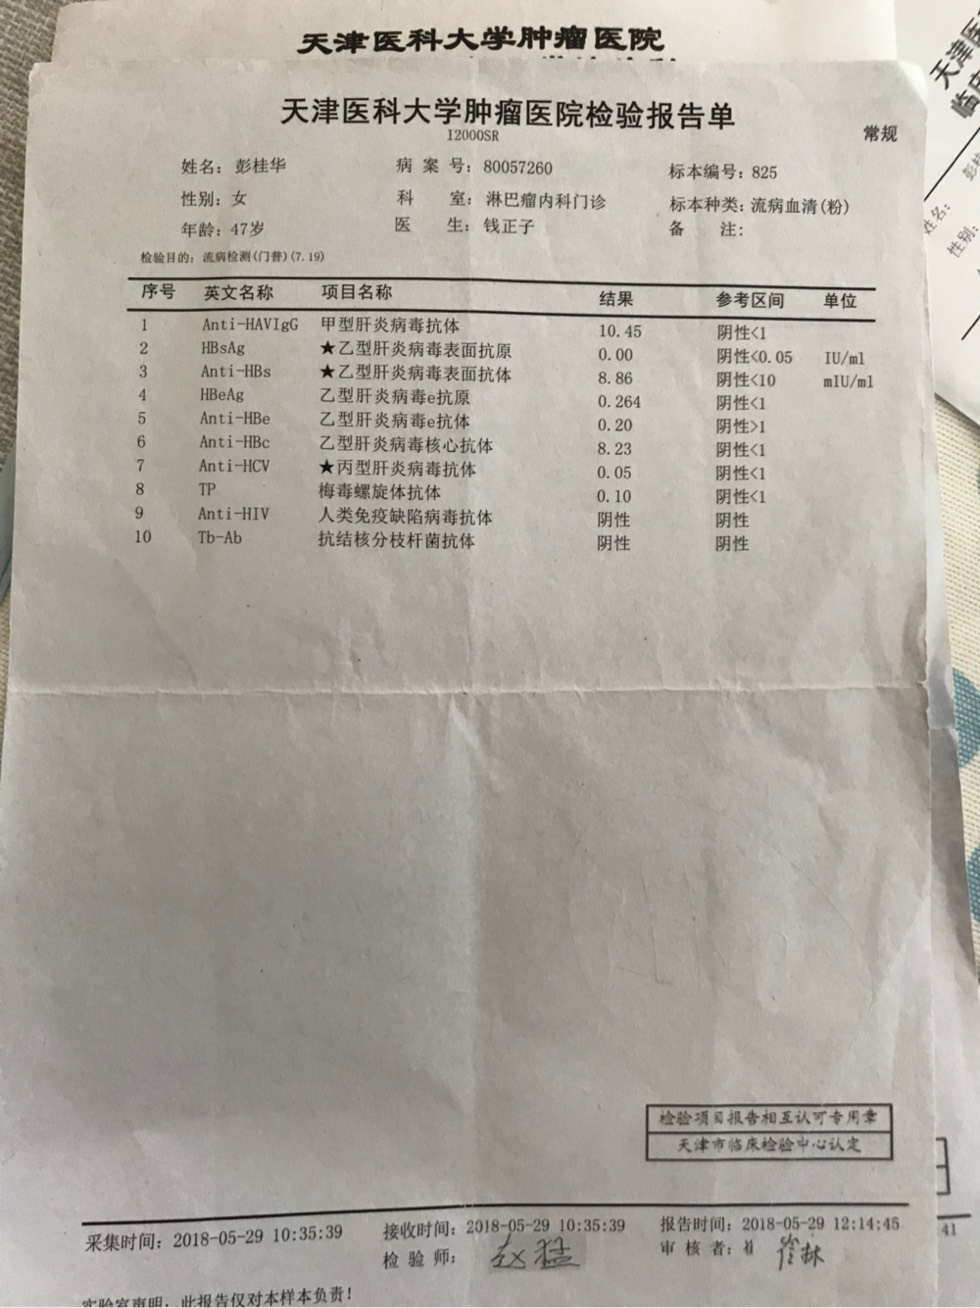 天津医科大学肿瘤医院
天津医科大学肿瘤医院检验报告单
I2000SR
常规
姓名: 彭桂华 病案号: 80057260 标本编号: 825
性别: 女 科室: 淋巴瘤内科门诊 标本种类: 流病血清(粉)
年龄: 47岁 医生: 钱正子 备注:
检验目的: 流病检测(门普)(7.19)
序号 英文名称 项目名称 结果 参考区间 单位
1 Anti-HAVIgG 甲型肝炎病毒抗体 10.45 阴性<1
2 HBsAg ★乙型肝炎病毒表面抗原 0.00 阴性<0.05 IU/ml
3 Anti-HBs ★乙型肝炎病毒表面抗体 8.86 阴性<10 mIU/ml
4 HBeAg 乙型肝炎病毒e抗原 0.264 阴性<1
5 Anti-HBe 乙型肝炎病毒e抗体 0.20 阴性>1
6 Anti-HBc 乙型肝炎病毒核心抗体 8.23 阴性<1
7 Anti-HCV ★丙型肝炎病毒抗体 0.05 阴性<1
8 TP 梅毒螺旋体抗体 0.10 阴性<1
9 Anti-HIV 人类免疫缺陷病毒抗体 阴性 阴性
10 Tb-Ab 抗结核分枝杆菌抗体 阴性 阴性
检验项目报告相互认可专用章
天津市临床检验中心认定
采集时间: 2018-05-29 10:35:39 接收时间: 2018-05-29 10:35:39 报告时间: 2018-05-29 12:14:45
检验师: 赵猛 审核者:
实验室声明: 此报告仅对本样本负责!
天津医
姓名:
性别:
41